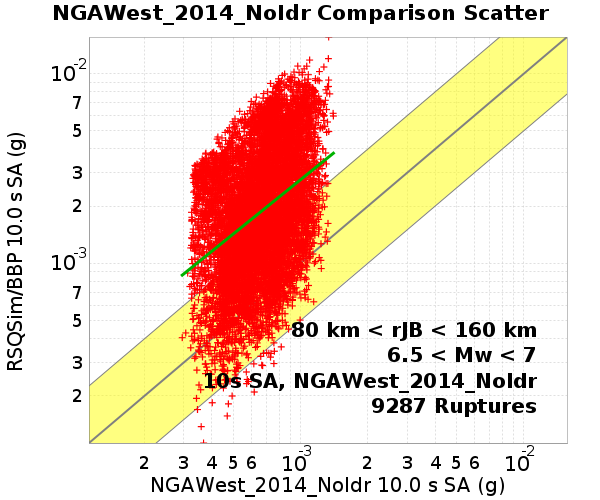 NGAWest_2014_NoIdr Comparison Scatter
RSQSim/BBP 10.0 s SA (g)
10-2
7
5
3
2
10-3
7
5
3
2
80 km < rJB < 160 km
6.5 < Mw < 7
10s SA, NGAWest_2014_NoIdr
9287 Ruptures
2 3 4 5 6 10-3 2 3 4 5 6 10-2
NGAWest_2014_NoIdr 10.0 s SA (g)